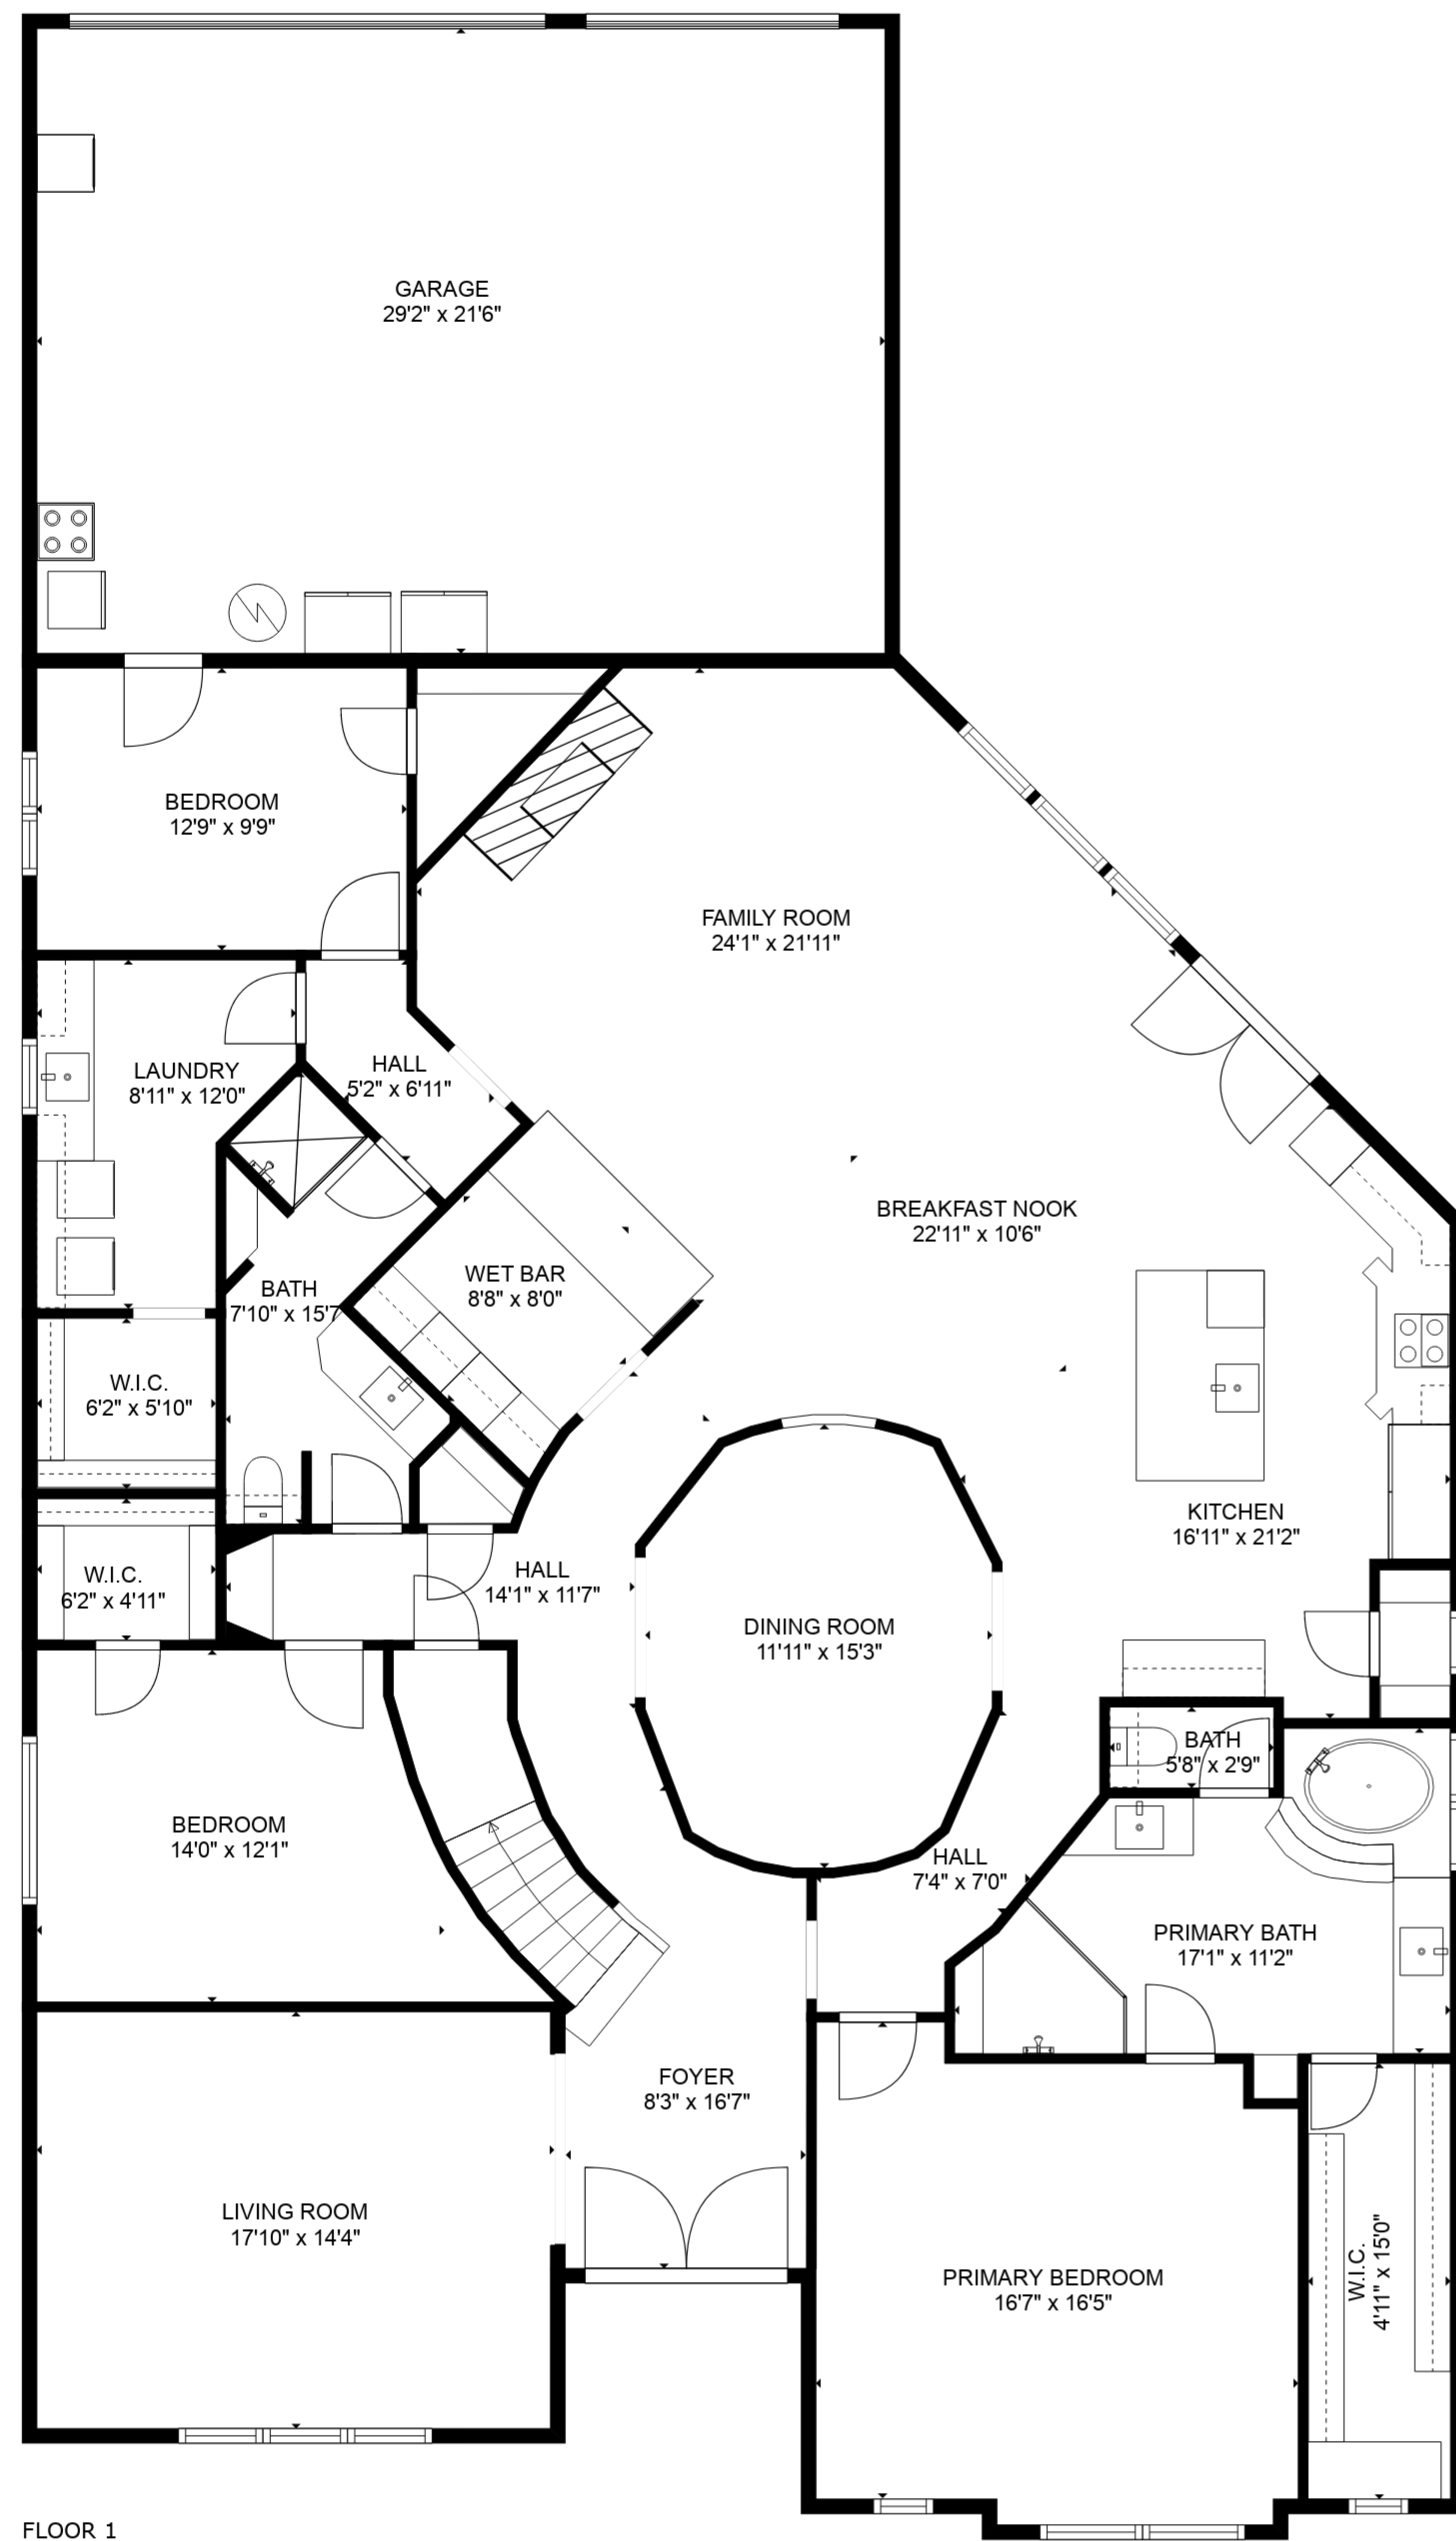 GARAGE
29'2" x 21'6"
BEDROOM
12'9" x 9'9"
FAMILY ROOM
24'1" x 21'11"
HALL
5'2" x 6'11"
LAUNDRY
8'11" x 12'0"
BREAKFAST NOOK
22'11" x 10'6"
WET BAR
8'8" x 8'0"
BATH
7'10" x 15'7
W.I.C.
6'2" x 5'10"
KITCHEN
16'11" x 21'2"
HALL
14'1" x 11'7"
W.I.C.
6'2" x 4'11"
DINING ROOM
11'11" x 15'3"
BATH
5'8" x 2'9"
BEDROOM
14'0" x 12'1"
HALL
7'4" x 7'0"
PRIMARY BATH
17'1" x 11'2"
FOYER
8'3" x 16'7"
LIVING ROOM
17'10" x 14'4"
PRIMARY BEDROOM
16'7" x 16'5"
W.I.C.
4'11" x 15'0"
FLOOR 1